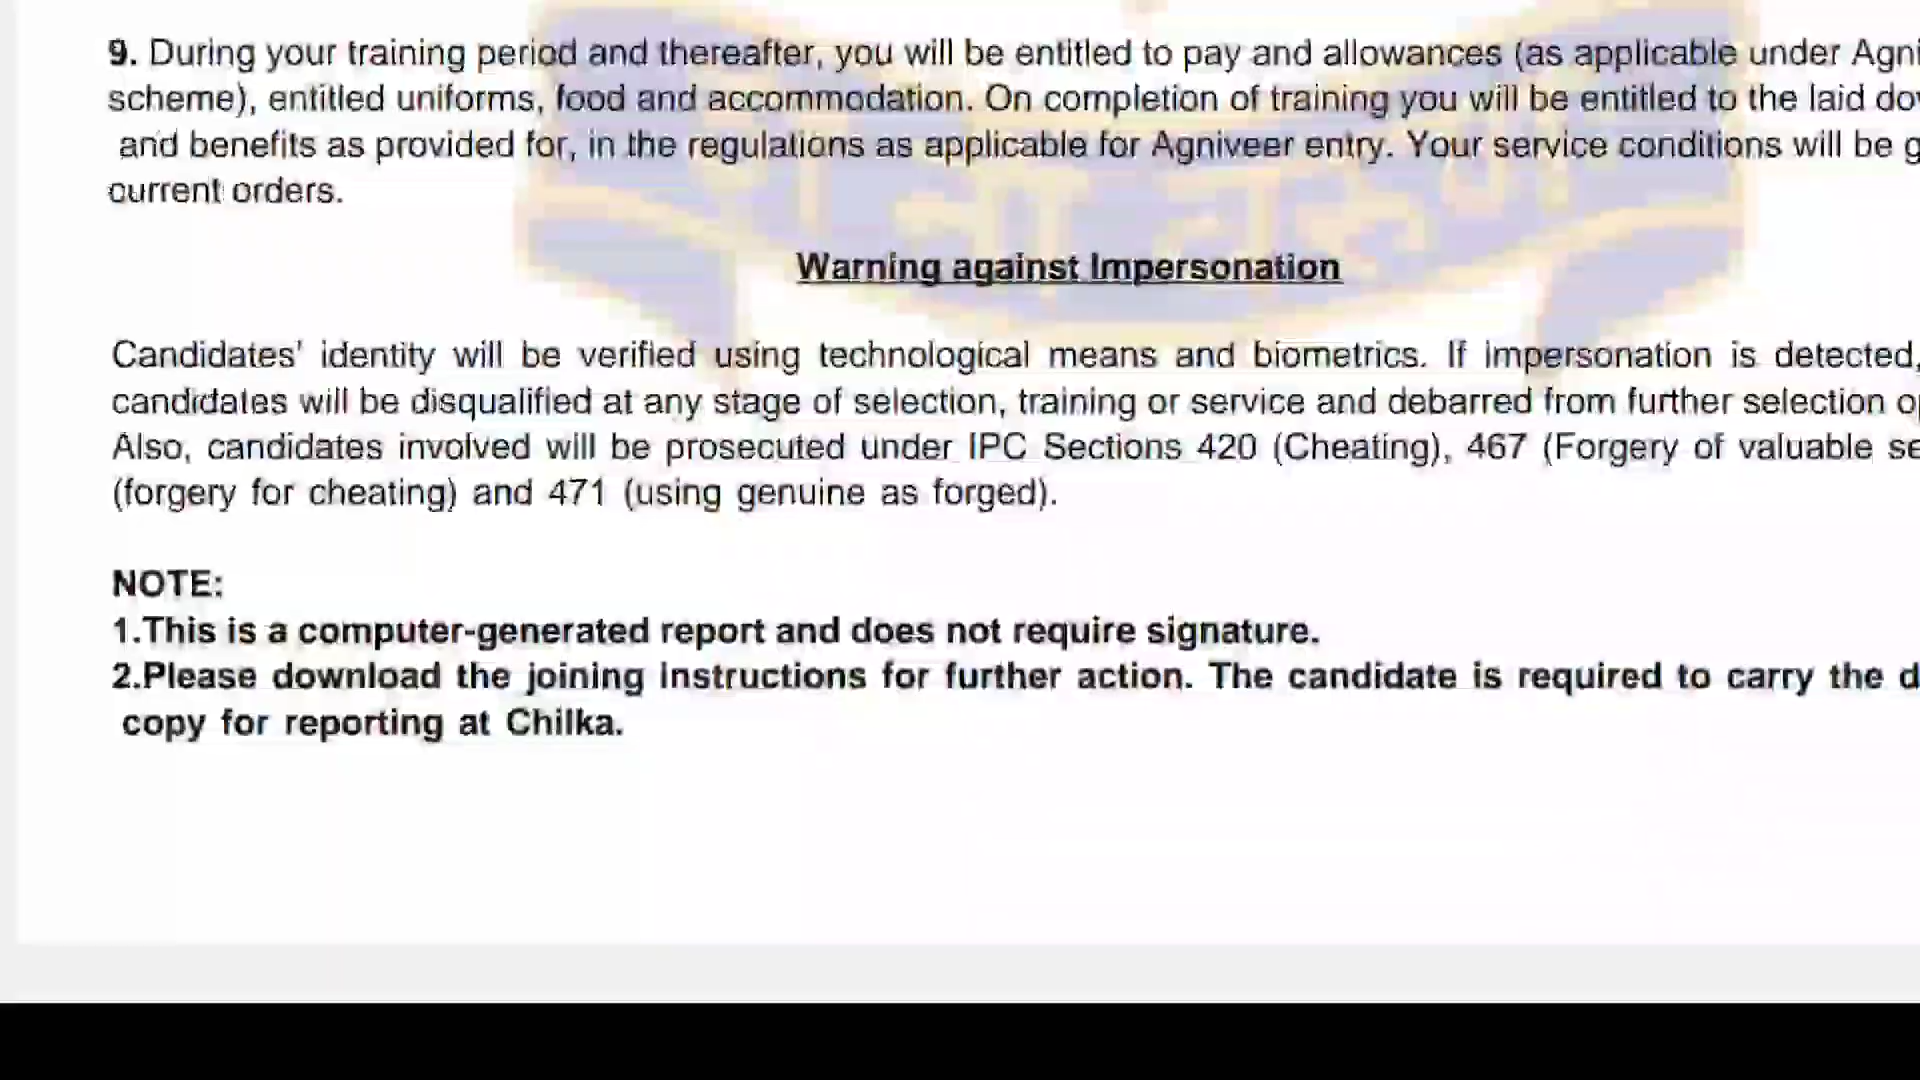 9. During your training period and thereafter, you will be entitled to pay and allowances (as applicable under
scheme), entitled uniforms, food and accommodation. On completion of training you will be entitled to the laid
and benefits as provided for, in the regulations as applicable for Agniveer entry. Your service conditions will be
current orders.
Warning against Impersonation
Candidates' identity will be verified using technological means and biometrics. If impersonation is detected,
candidates will be disqualified at any stage of selection, training or service and debarred from further selection
Also, candidates involved will be prosecuted under IPC Sections 420 (Cheating), 467 (Forgery of valuable
(forgery for cheating) and 471 (using genuine as forged).
NOTE:
1.This is a computer-generated report and does not require signature.
2.Please download the joining instructions for further action. The candidate is required to carry the
copy for reporting at Chilka.